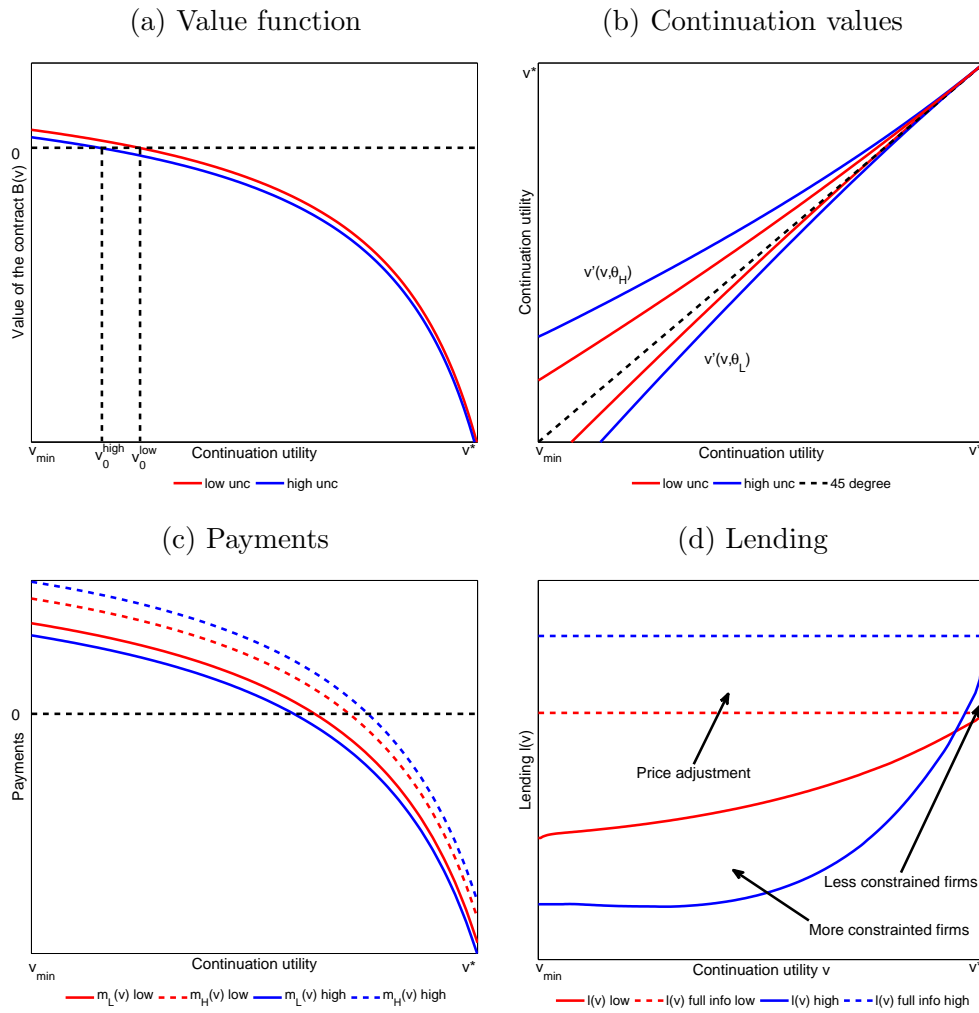 (a) Value function
0
Value of the contract B(v)
v_min
v_0^high
v_0^low
Continuation utility
v*
low unc
high unc
(b) Continuation values
v*
Continuation utility
v'(v,θ_H)
v'(v,θ_L)
v_min
Continuation utility
v*
low unc
high unc
45 degree
(c) Payments
0
Payments
v_min
Continuation utility
v*
m_L(v) low
m_H(v) low
m_L(v) high
m_H(v) high
(d) Lending
Lending l(v)
Price adjustment
Less constrained firms
More constrainted firms
v_min
Continuation utility v
v*
l(v) low
l(v) full info low
l(v) high
l(v) full info high